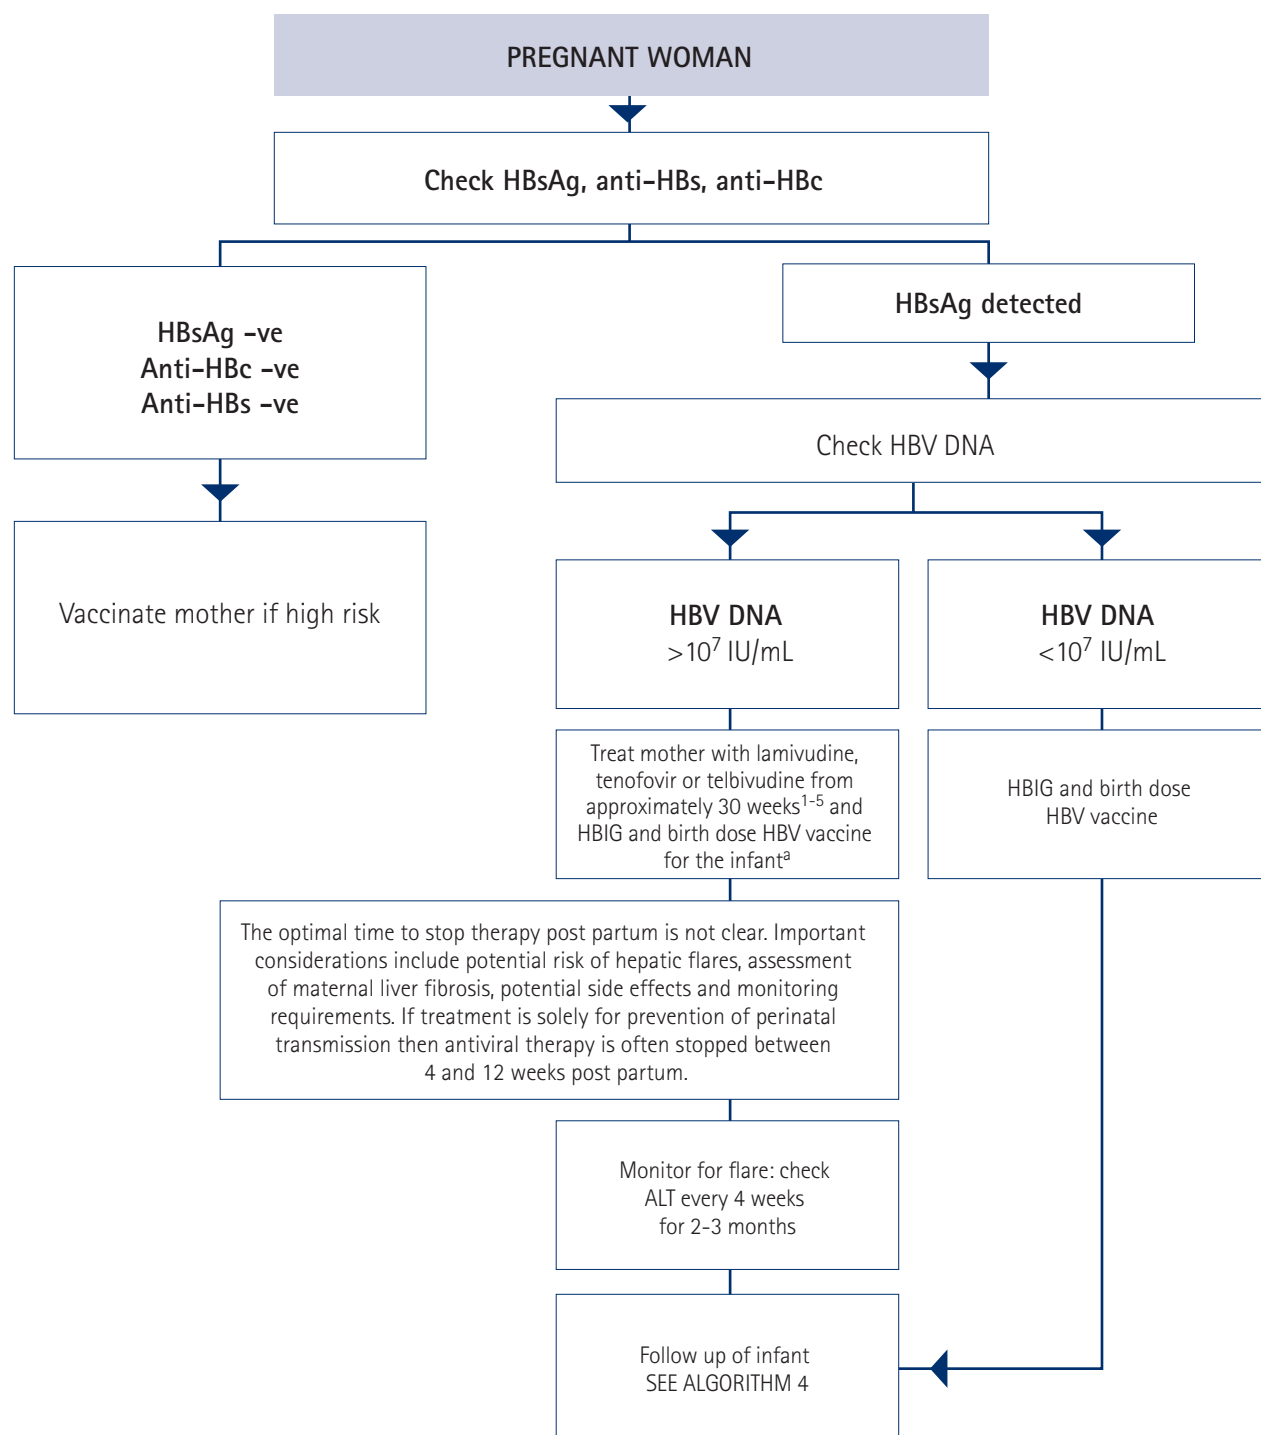 PREGNANT WOMAN
Check HBsAg, anti-HBs, anti-HBc
HBsAg -ve
Anti-HBc -ve
Anti-HBs -ve
HBsAg detected
Check HBV DNA
Vaccinate mother if high risk
HBV DNA
>10⁷ IU/mL
HBV DNA
<10⁷ IU/mL
Treat mother with lamivudine,
tenofovir or telbivudine from
approximately 30 weeks¹⁻⁵ and
HBIG and birth dose HBV vaccine
for the infantᵃ
HBIG and birth dose
HBV vaccine
The optimal time to stop therapy post partum is not clear. Important
considerations include potential risk of hepatic flares, assessment
of maternal liver fibrosis, potential side effects and monitoring
requirements. If treatment is solely for prevention of perinatal
transmission then antiviral therapy is often stopped between
4 and 12 weeks post partum.
Monitor for flare: check
ALT every 4 weeks
for 2-3 months
Follow up of infant
SEE ALGORITHM 4